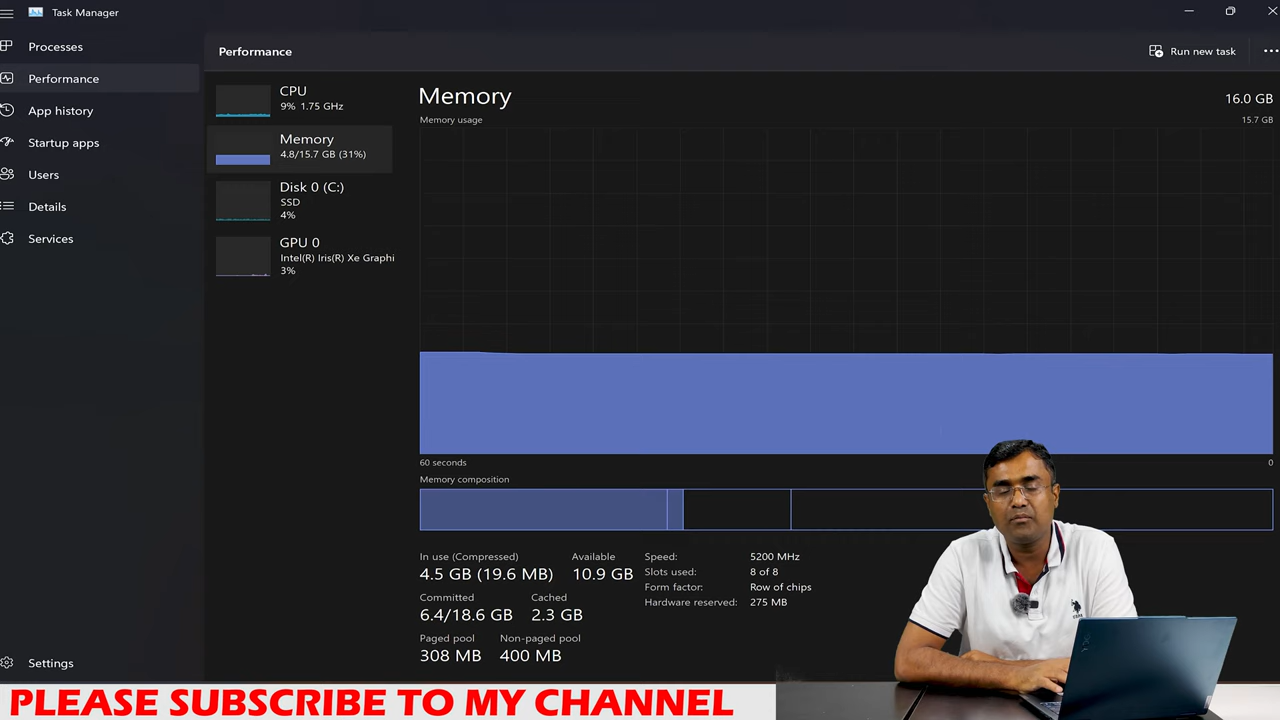 Task Manager
Processes
Performance
App history
Startup apps
Users
Details
Services
Settings
Performance
Run new task
CPU
9% 1.75 GHz
Memory
4.8/15.7 GB (31%)
Disk 0 (C:)
SSD
4%
GPU 0
Intel(R) Iris(R) Xe Graphi
3%
Memory
16.0 GB
Memory usage
15.7 GB
60 seconds
0
Memory composition
In use (Compressed)
4.5 GB (19.6 MB)
Available
10.9 GB
Committed
6.4/18.6 GB
Cached
2.3 GB
Paged pool
308 MB
Non-paged pool
400 MB
Speed: 5200 MHz
Slots used: 8 of 8
Form factor: Row of chips
Hardware reserved: 275 MB
PLEASE SUBSCRIBE TO MY CHANNEL